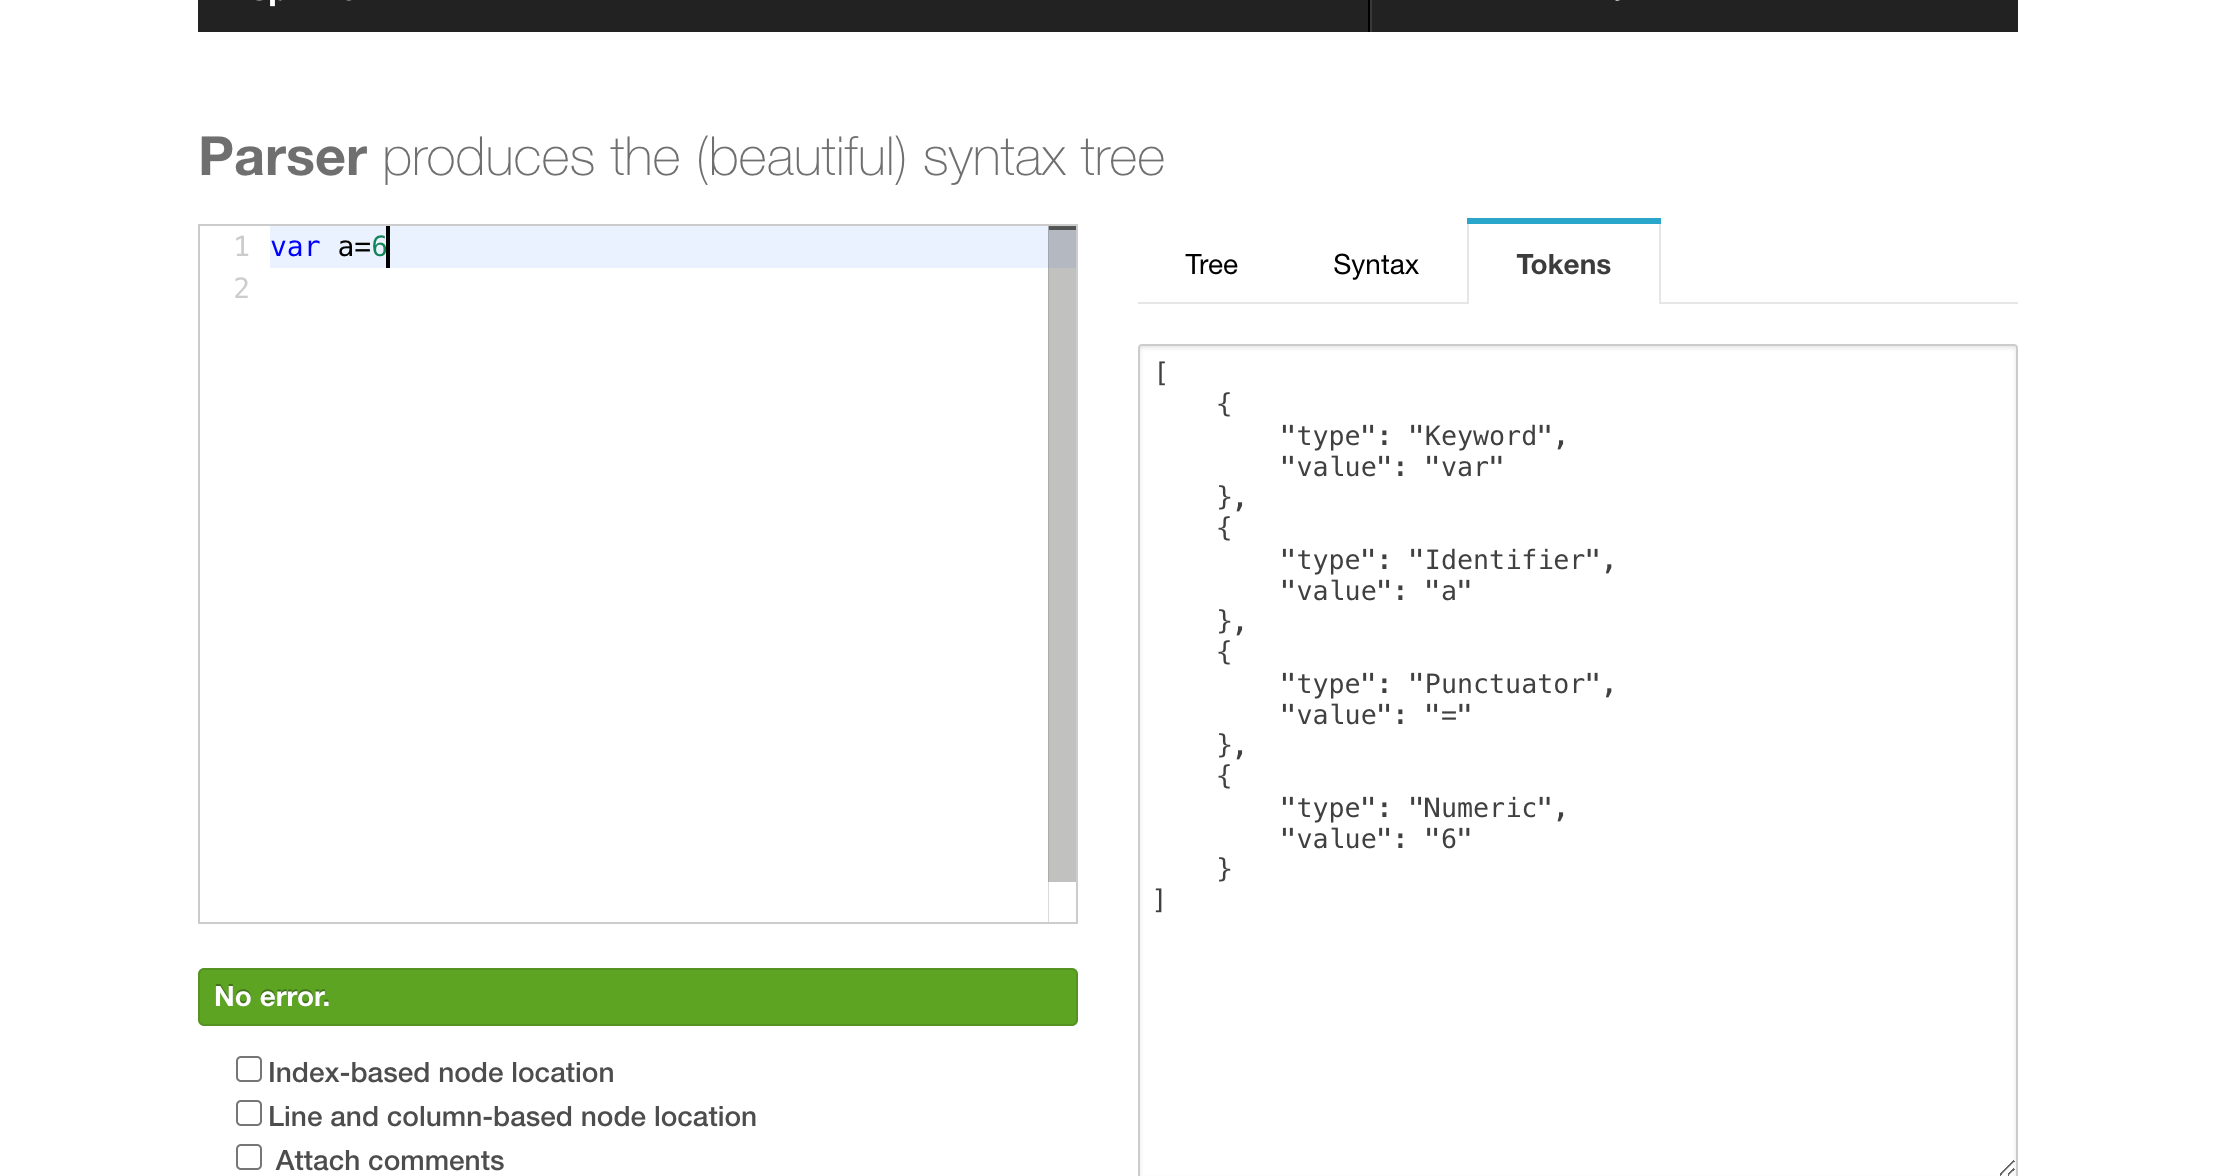 Parser produces the (beautiful) syntax tree
1 var a=6
2
Tree Syntax Tokens
[
    {
        "type": "Keyword",
        "value": "var"
    },
    {
        "type": "Identifier",
        "value": "a"
    },
    {
        "type": "Punctuator",
        "value": "="
    },
    {
        "type": "Numeric",
        "value": "6"
    }
]
No error.
Index-based node location
Line and column-based node location
Attach comments